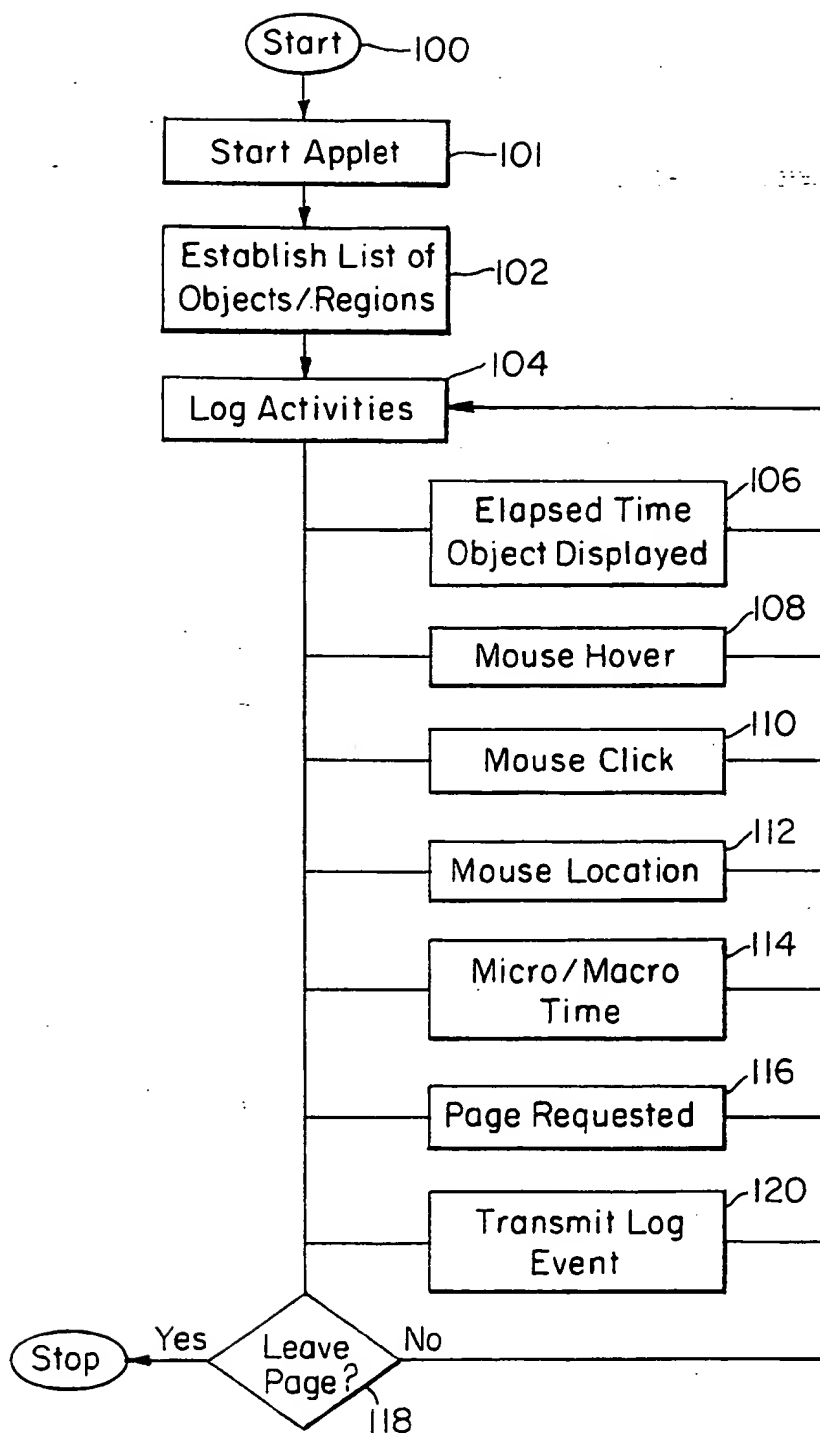 Start
100
Start Applet
101
Establish List of
Objects/Regions
102
104
Log Activities
106
Elapsed Time
Object Displayed
108
Mouse Hover
110
Mouse Click
112
Mouse Location
114
Micro/Macro
Time
116
Page Requested
120
Transmit Log
Event
Yes
No
Stop
Leave
Page?
118